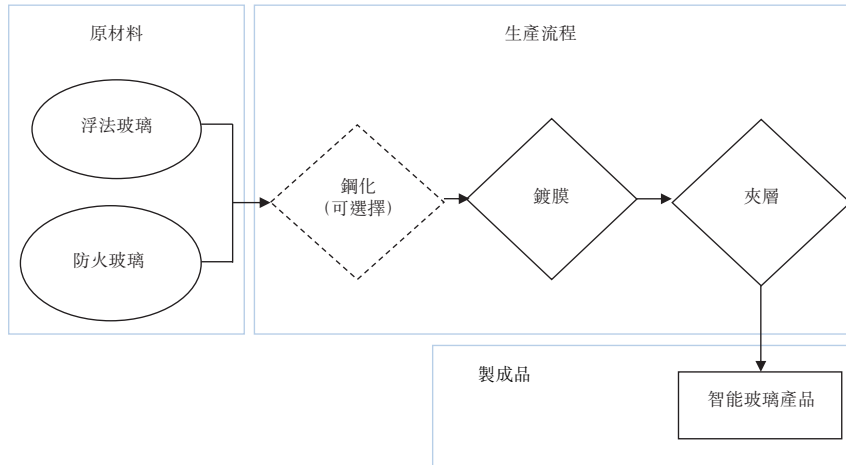 原材料
生產流程
浮法玻璃
防火玻璃
鋼化
(可選擇)
鍍膜
夾層
製成品
智能玻璃產品